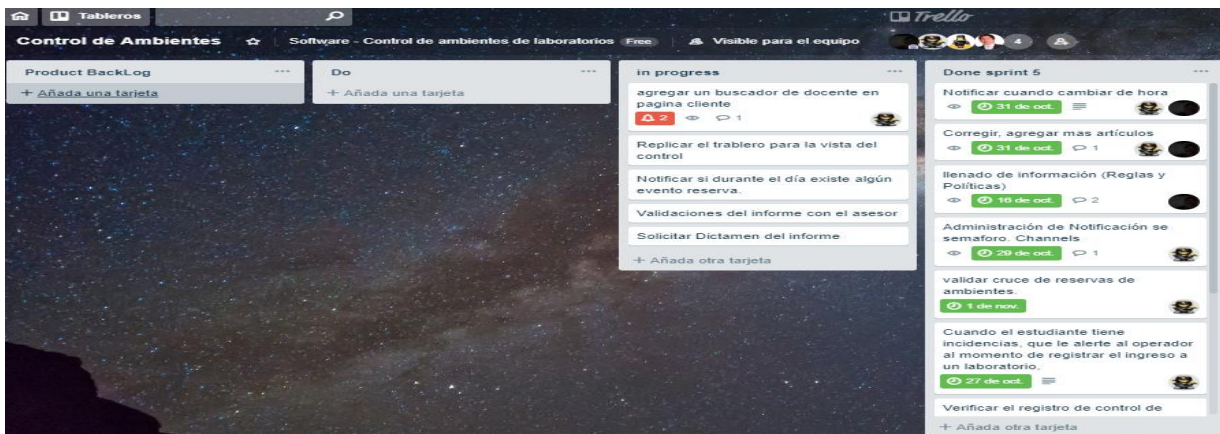 Tableros
Trello
Control de Ambientes
Software - Control de ambientes de laboratorios Free
Visible para el equipo
4
Product BackLog
+ Añada una tarjeta
Do
+ Añada una tarjeta
in progress
agregar un buscador de docente en
pagina cliente
2 1
Replicar el trablero para la vista del
control
Notificar si durante el día existe algún
evento reserva.
Validaciones del informe con el asesor
Solicitar Dictamen del informe
+ Añada otra tarjeta
Done sprint 5
Notificar cuando cambiar de hora
31 de oct.
Corregir, agregar mas artículos
31 de oct. 1
llenado de información (Reglas y
Políticas)
16 de oct. 2
Administración de Notificación se
semaforo. Channels
29 de oct. 1
validar cruce de reservas de
ambientes.
1 de nov.
Cuando el estudiante tiene
incidencias, que le alerte al operador
al momento de registrar el ingreso a
un laboratorio,
27 de oct.
Verificar el registro de control de
+ Añada otra tarjeta